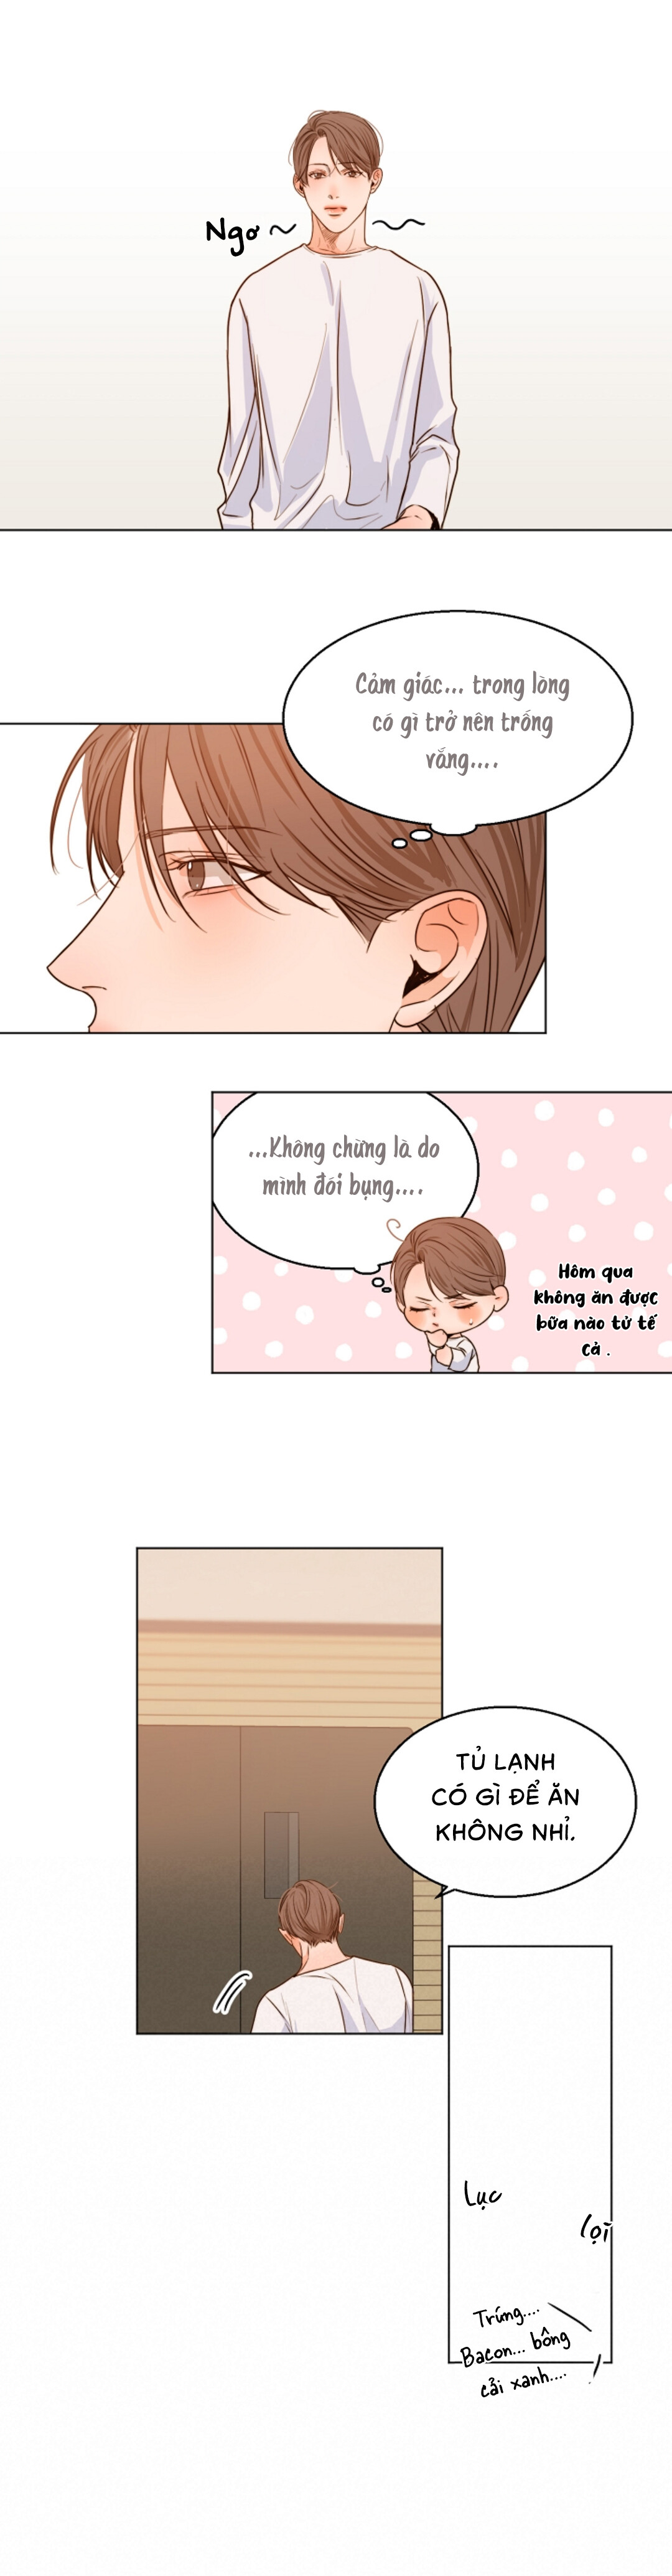 Ngơ
Cảm giác... trong lòng
có gì trở nên trống
vắng....
...Không chừng là do
mình đói bụng....
Hôm qua
không ăn được
bữa nào tử tế
cả.
TỦ LẠNH
CÓ GÌ ĐỂ ĂN
KHÔNG NHỈ.
Lục
lọi
Trứng....
Bacon... bông
cải xanh....